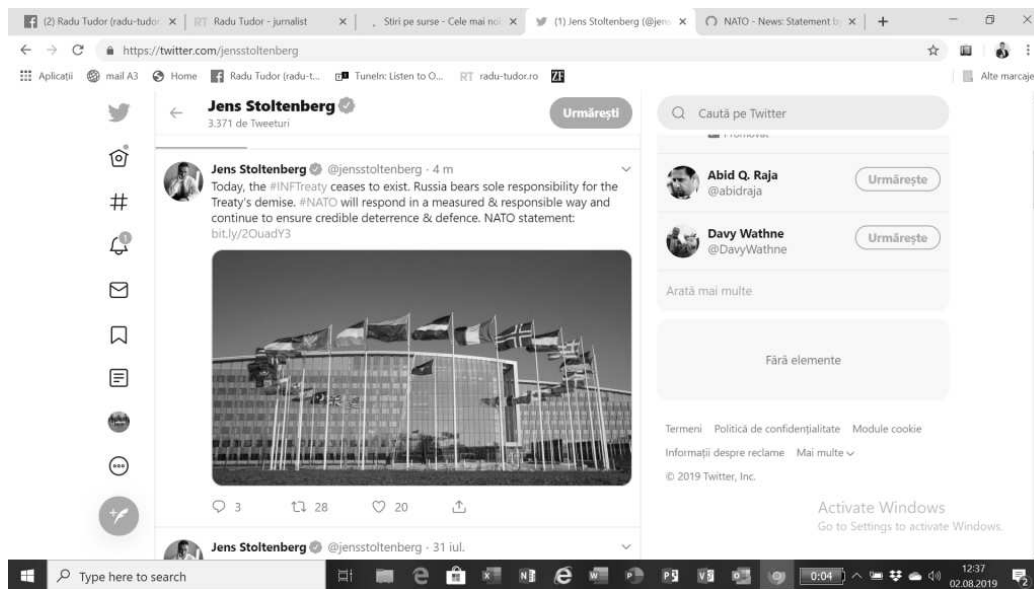 (2) Radu Tudor (radu-tudor
RT Radu Tudor - jurnalist
Stiri pe surse - Cele mai noi
(1) Jens Stoltenberg (@jens
NATO - News: Statement by
https://twitter.com/jensstoltenberg
Aplicații
mail A3
Home
Radu Tudor (radu-t...
TuneIn: Listen to O...
RT radu-tudor.ro
ZF
Alte marcaje
Jens Stoltenberg
3.371 de Tweeturi
Urmărești
Caută pe Twitter
Promovat
Jens Stoltenberg @jensstoltenberg · 4 m
Today, the #INFTreaty ceases to exist. Russia bears sole responsibility for the
Treaty's demise. #NATO will respond in a measured & responsible way and
continue to ensure credible deterrence & defence. NATO statement:
bit.ly/2OuadY3
3 28 20
Jens Stoltenberg @jensstoltenberg · 31 iul.
Abid Q. Raja
@abidraja
Urmărește
Davy Wathne
@DavyWathne
Urmărește
Arată mai multe
Fără elemente
Termeni Politică de confidențialitate Module cookie
Informații despre reclame Mai multe
© 2019 Twitter, Inc.
Activate Windows
Go to Settings to activate Windows.
Type here to search
0:04
12:37
02.08.2019
2